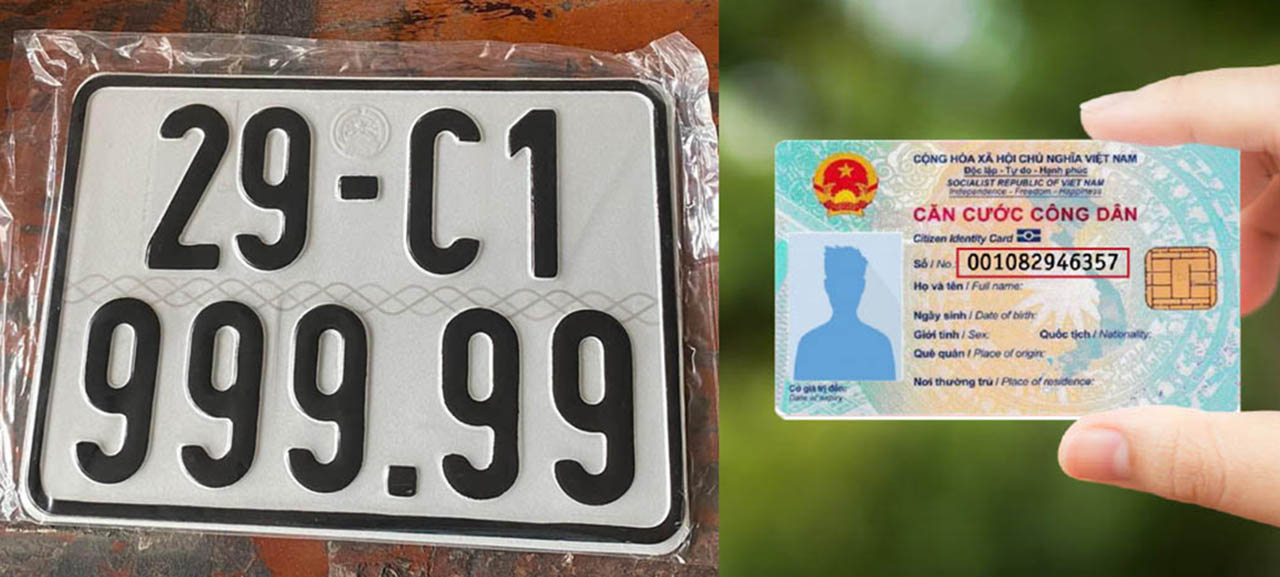 29-C1
999.99
CỘNG HÒA XÃ HỘI CHỦ NGHĨA VIỆT NAM
Độc lập - Tự do - Hạnh phúc
SOCIALIST REPUBLIC OF VIET NAM
Independence - Freedom - Happiness
CĂN CƯỚC CÔNG DÂN
Citizen Identity Card
Số / No.: 001082946357
Họ và tên / Full name:
Ngày sinh / Date of birth:
Giới tính / Sex: Quốc tịch / Nationality:
Quê quán / Place of origin:
Nơi thường trú / Place of residence:
Có giá trị đến:
Date of expiry